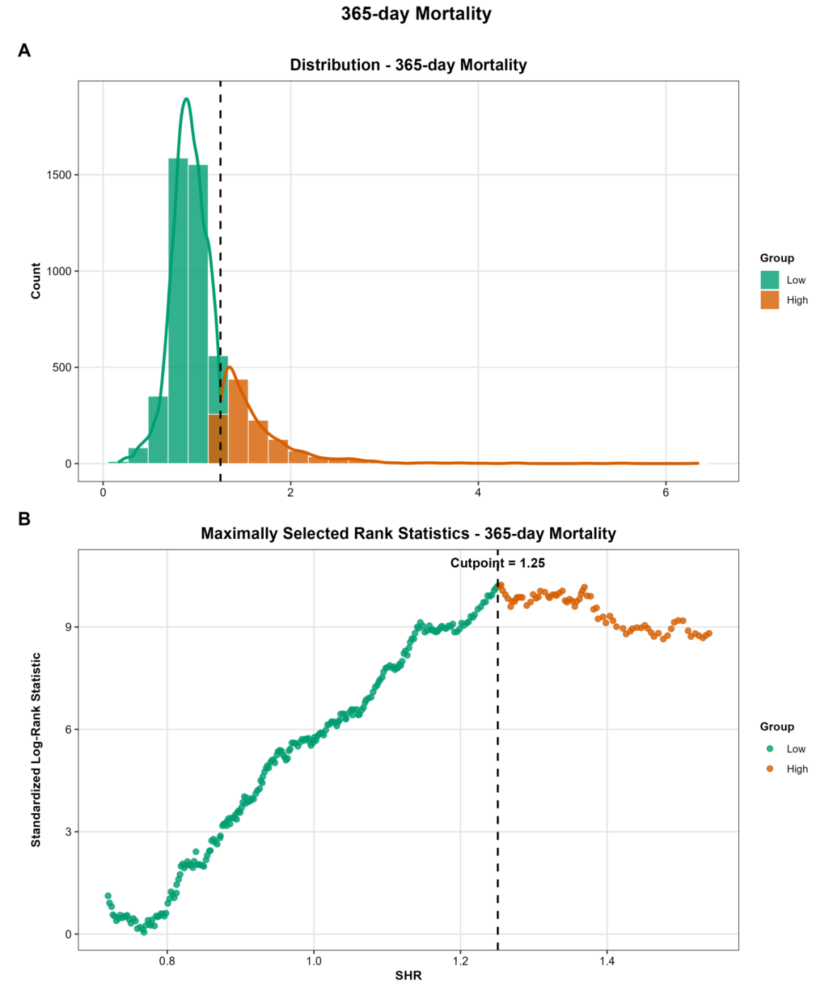 365-day Mortality
A
Distribution - 365-day Mortality
Count
1500
1000
500
0
0 2 4 6
Group
Low
High
B
Maximally Selected Rank Statistics - 365-day Mortality
Cutpoint = 1.25
Standardized Log-Rank Statistic
9
6
3
0
0.8 1.0 1.2 1.4
SHR
Group
Low
High